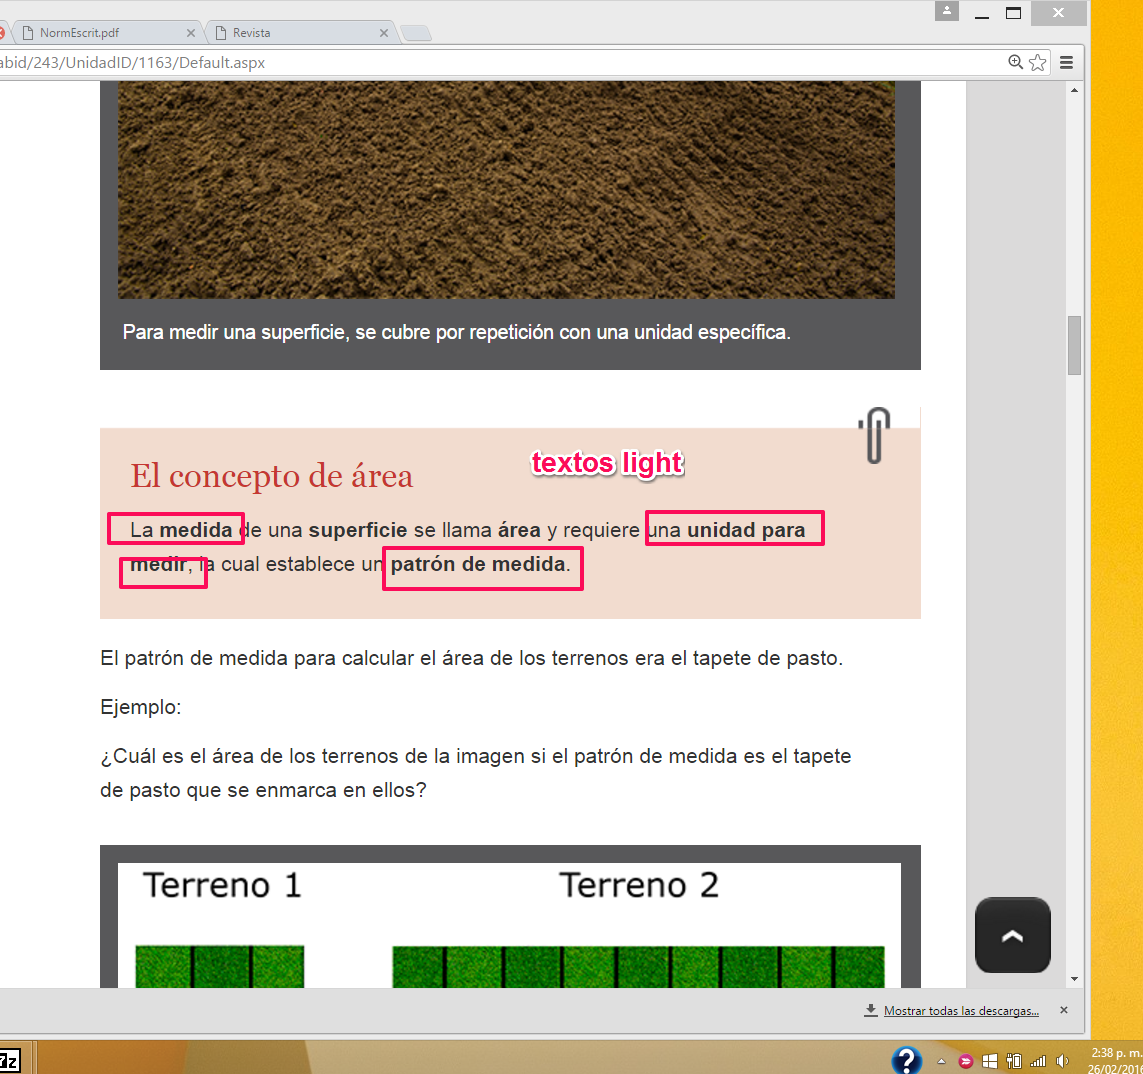 NormEscrit.pdf
Revista
abid/243/UnidadID/1163/Default.aspx
Para medir una superficie, se cubre por repetición con una unidad específica.
El concepto de área
textos light
La medida de una superficie se llama área y requiere una unidad para
medir, la cual establece un patrón de medida.
El patrón de medida para calcular el área de los terrenos era el tapete de pasto.
Ejemplo:
¿Cuál es el área de los terrenos de la imagen si el patrón de medida es el tapete
de pasto que se enmarca en ellos?
Terreno 1 Terreno 2
Mostrar todas las descargas...
7z
2:38 p. m.
26/02/2016